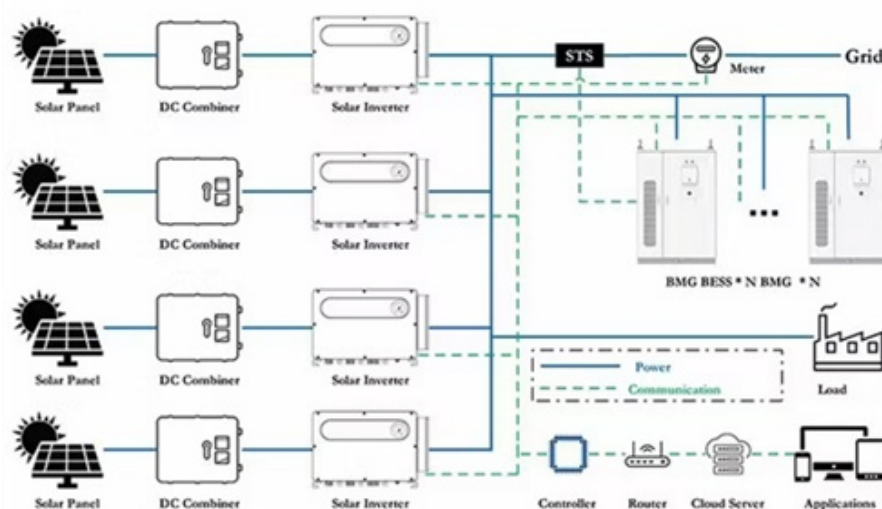 STS
Meter
Grid
Solar Panel DC Combiner Solar Inverter
Solar Panel DC Combiner Solar Inverter
BMG BESS * N BMG * N
Solar Panel DC Combiner Solar Inverter
Power
Communication
Load
Solar Panel DC Combiner Solar Inverter
Controller Router Cloud Server Applications